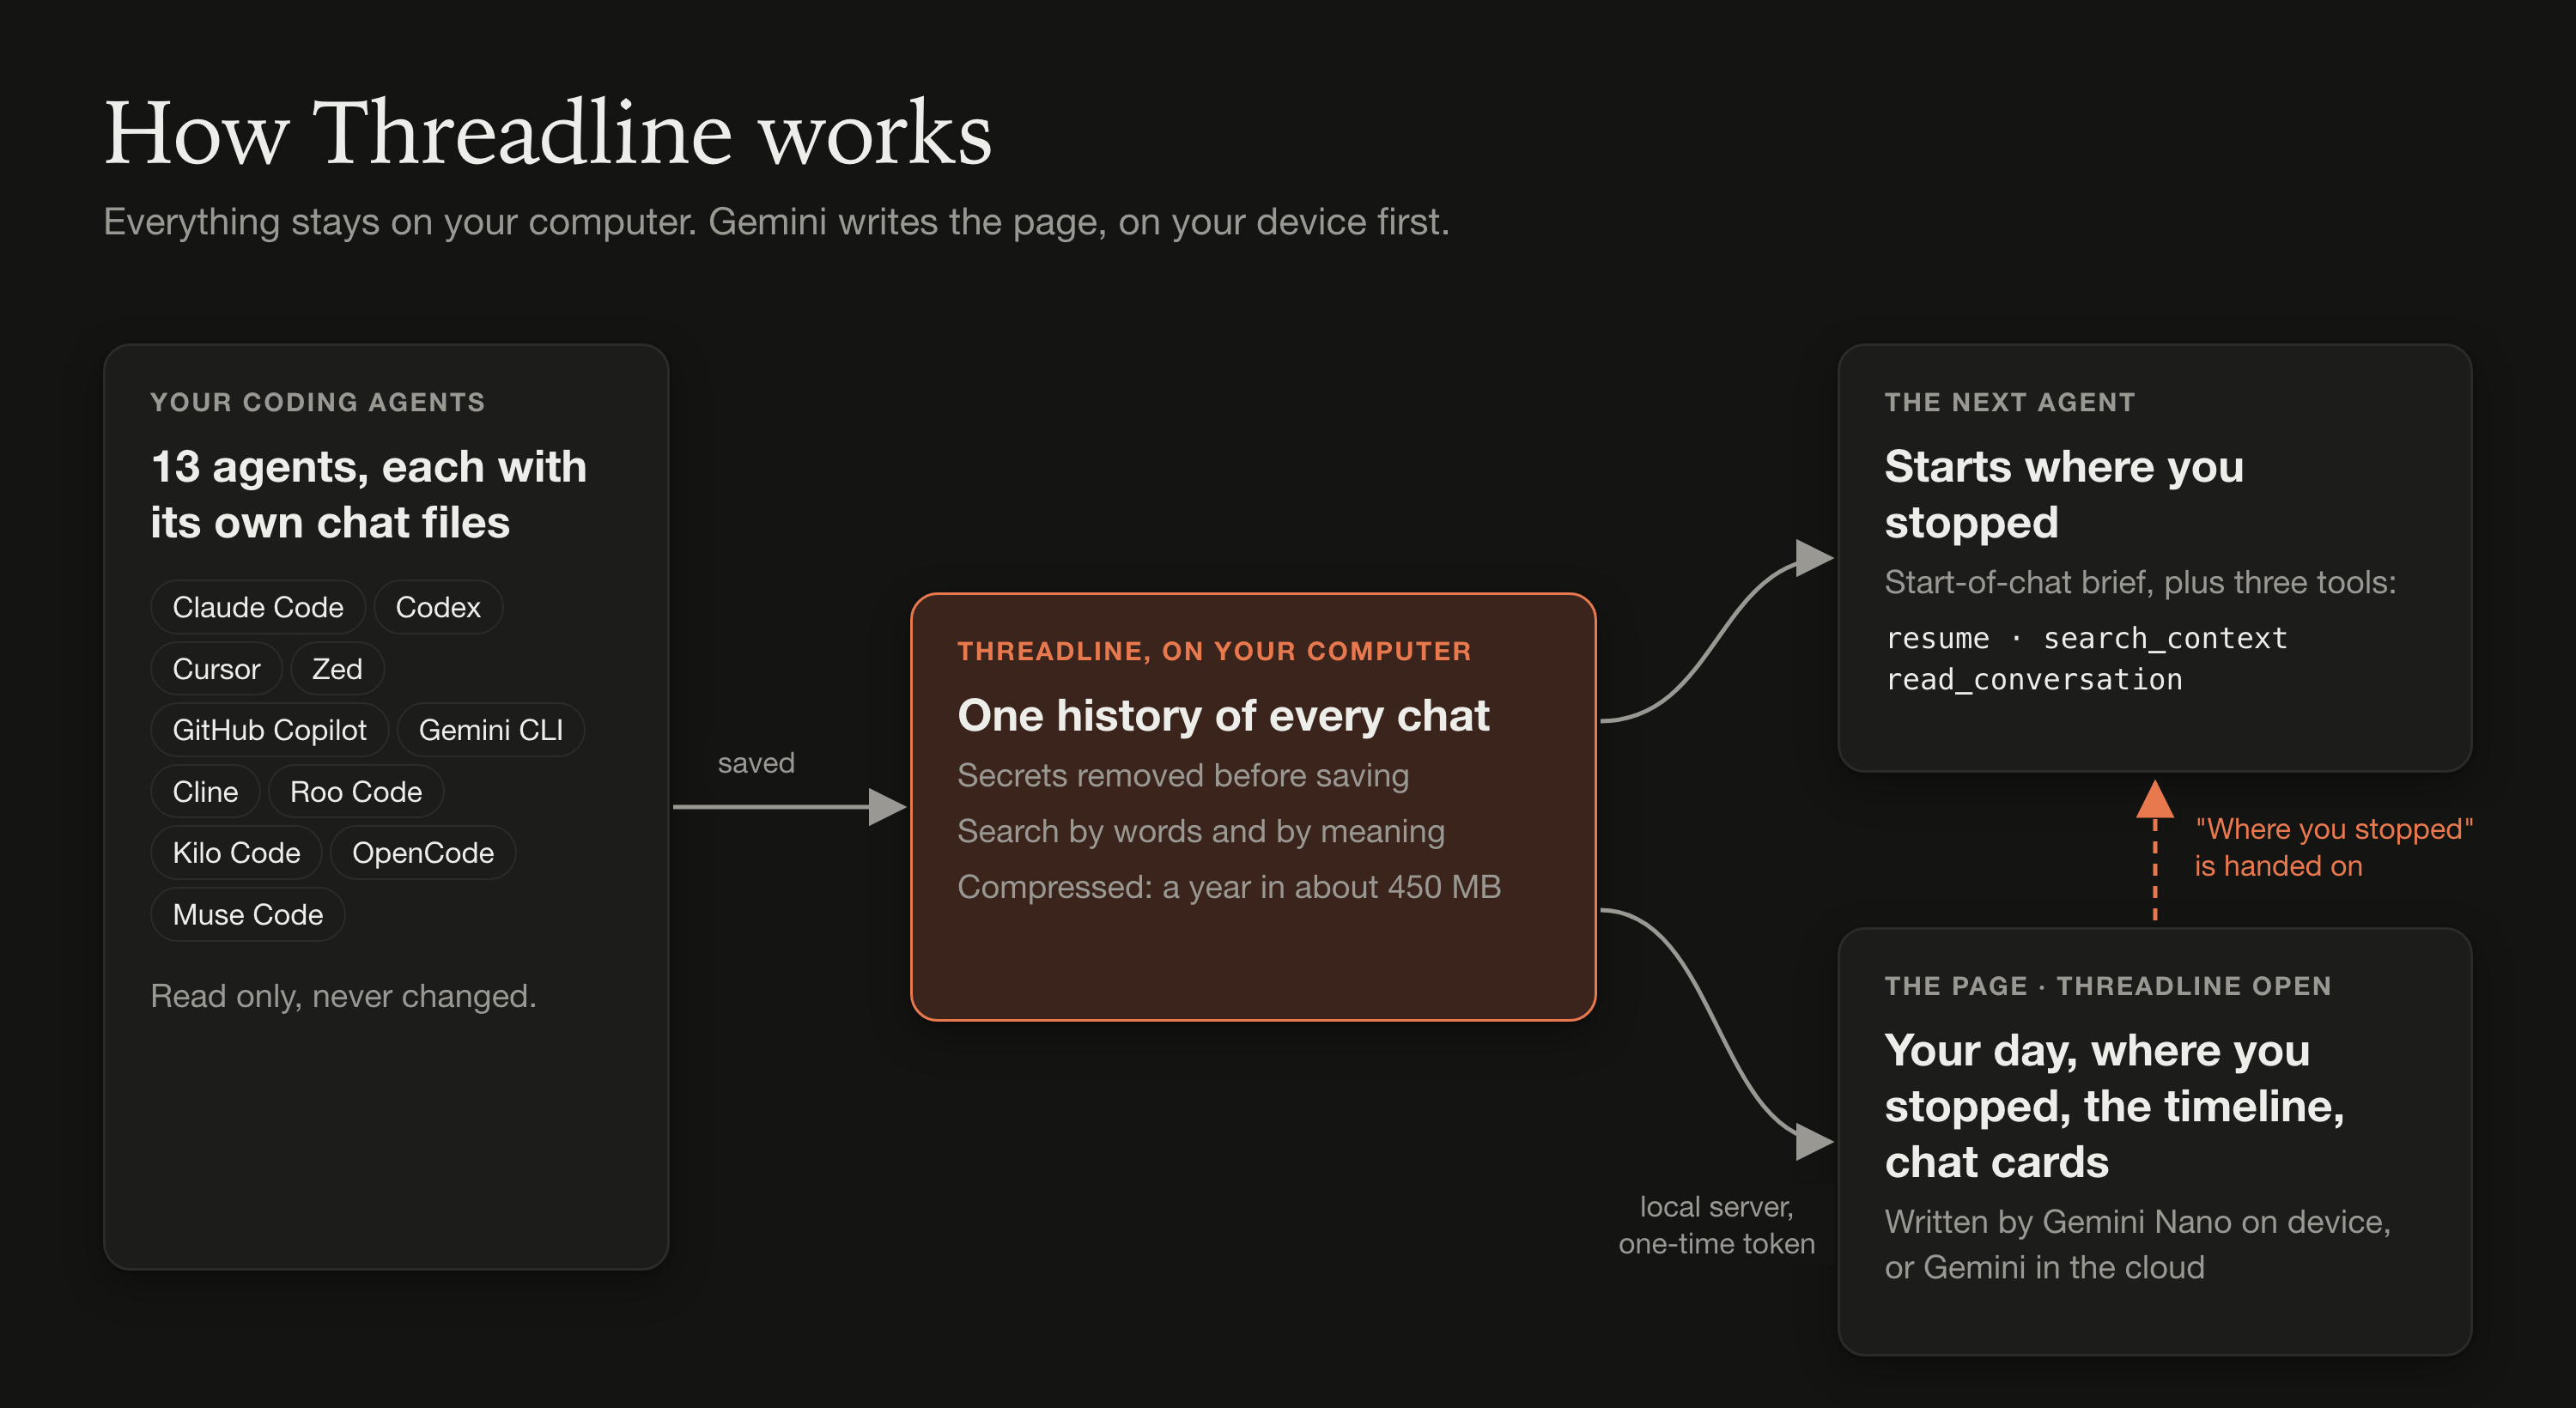 How Threadline works
Everything stays on your computer. Gemini writes the page, on your device first.
YOUR CODING AGENTS
13 agents, each with
its own chat files
Claude Code
Codex
Cursor
Zed
GitHub Copilot
Gemini CLI
Cline
Roo Code
Kilo Code
OpenCode
Muse Code
Read only, never changed.
saved
THREADLINE, ON YOUR COMPUTER
One history of every chat
Secrets removed before saving
Search by words and by meaning
Compressed: a year in about 450 MB
THE NEXT AGENT
Starts where you
stopped
Start-of-chat brief, plus three tools:
resume · search_context
read_conversation
"Where you stopped"
is handed on
local server,
one-time token
THE PAGE · THREADLINE OPEN
Your day, where you
stopped, the timeline,
chat cards
Written by Gemini Nano on device,
or Gemini in the cloud